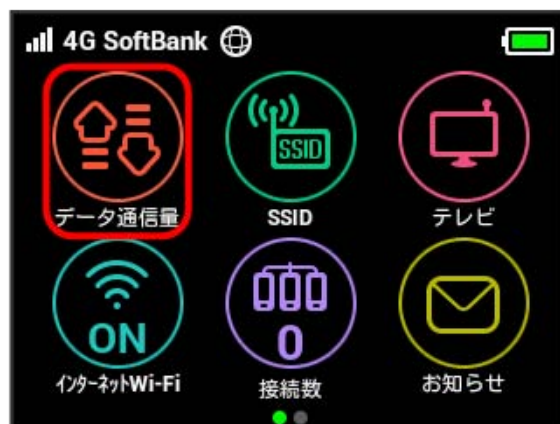 4G SoftBank
SSID
データ通信量
SSID
テレビ
ON
0
インターネットWi-Fi
接続数
お知らせ